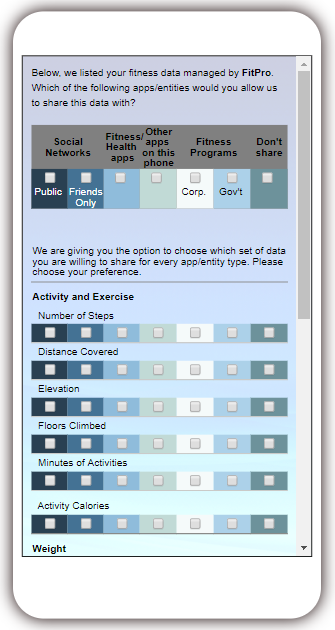 Below, we listed your fitness data managed by FitPro.
Which of the following apps/entities would you allow us
to share this data with?
Social Networks
Fitness/ Health apps
Other apps on this phone
Fitness Programs
Don't share
Public
Friends Only
Corp.
Gov't
We are giving you the option to choose which set of data
you are willing to share for every app/entity type. Please
choose your preference.
Activity and Exercise
Number of Steps
Distance Covered
Elevation
Floors Climbed
Minutes of Activities
Activity Calories
Weight